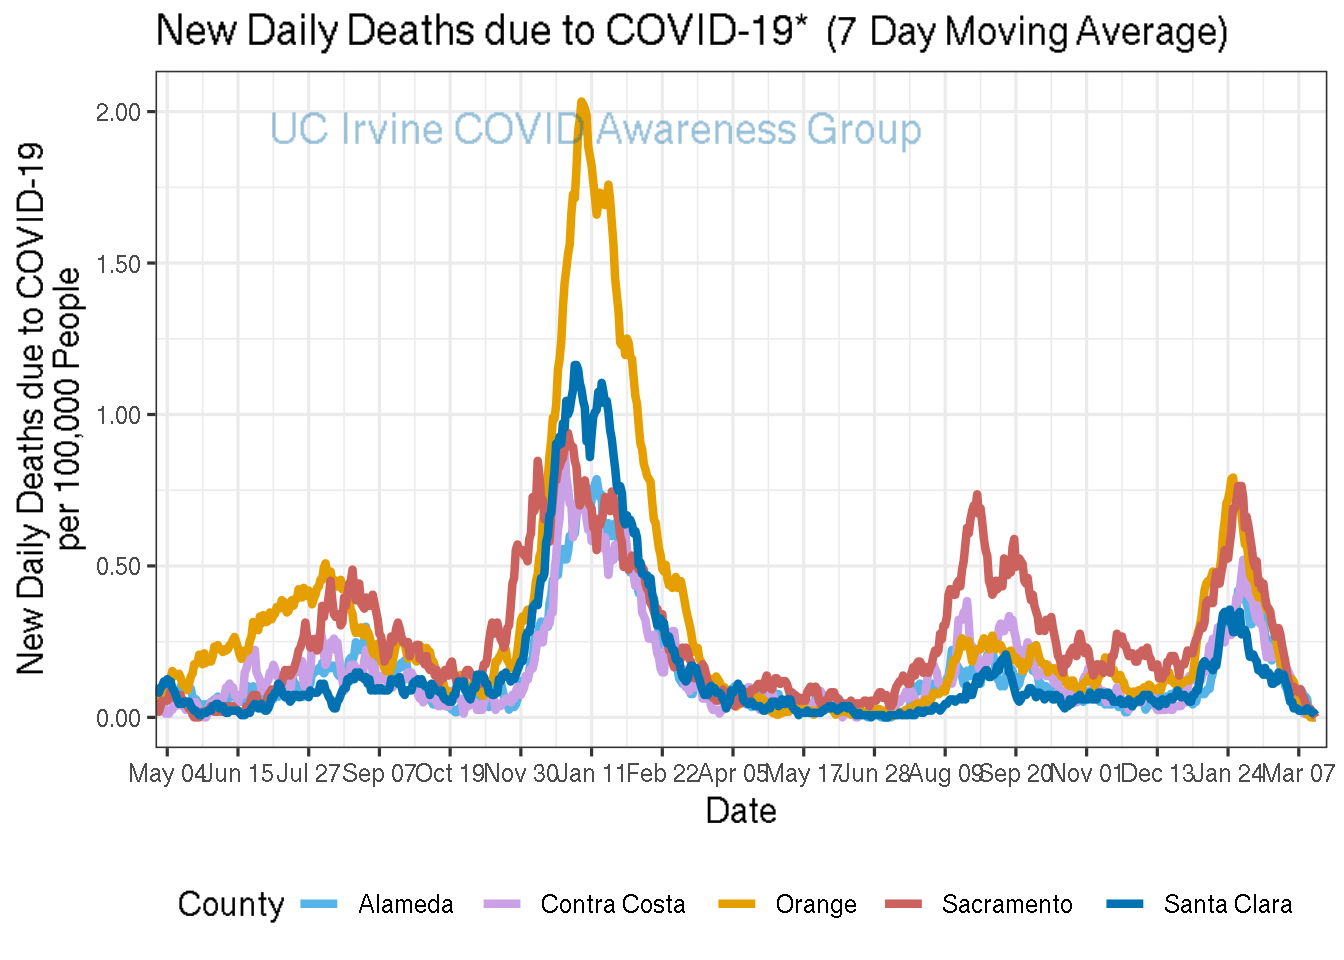 New Daily Deaths due to COVID-19* (7 Day Moving Average)
UC Irvine COVID Awareness Group
New Daily Deaths due to COVID-19
per 100,000 People
2.00
1.50
1.00
0.50
0.00
May 04 Jun 15 Jul 27 Sep 07 Oct 19 Nov 30 Jan 11 Feb 22 Apr 05 May 17 Jun 28 Aug 09 Sep 20 Nov 01 Dec 13 Jan 24 Mar 07
Date
County Alameda Contra Costa Orange Sacramento Santa Clara